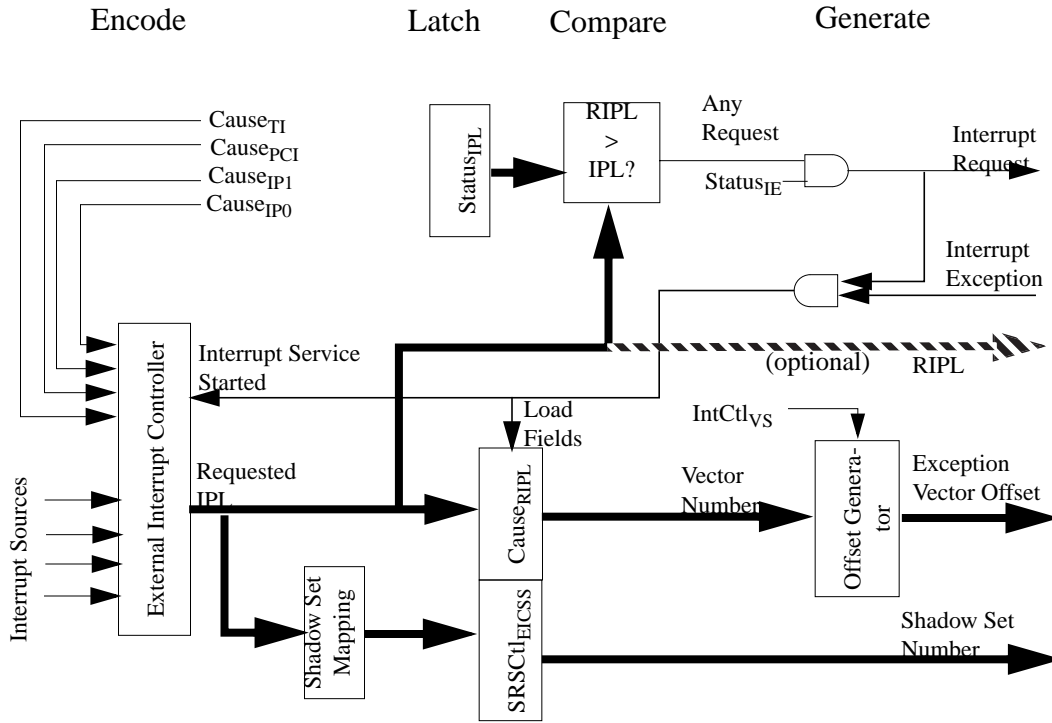 Encode
Latch
Compare
Generate
Cause_TI
Cause_PCI
Cause_IP1
Cause_IP0
Status_IPL
RIPL
>
IPL?
Any
Request
Status_IE
Interrupt
Request
Interrupt
Exception
(optional)
RIPL
Interrupt Service
Started
Load
Fields
External Interrupt Controller
Interrupt Sources
Requested
IPL
Shadow Set
Mapping
Cause_RIPL
SRSCtl_EICSS
IntCtl_VS
Vector
Number
Offset Genera-
tor
Exception
Vector Offset
Shadow Set
Number